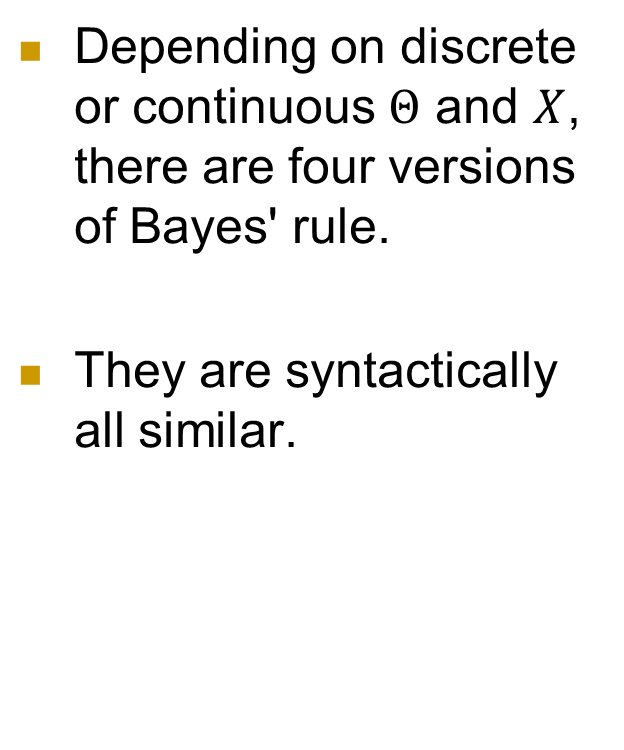 Depending on discrete
or continuous Θ and X,
there are four versions
of Bayes' rule.
They are syntactically
all similar.